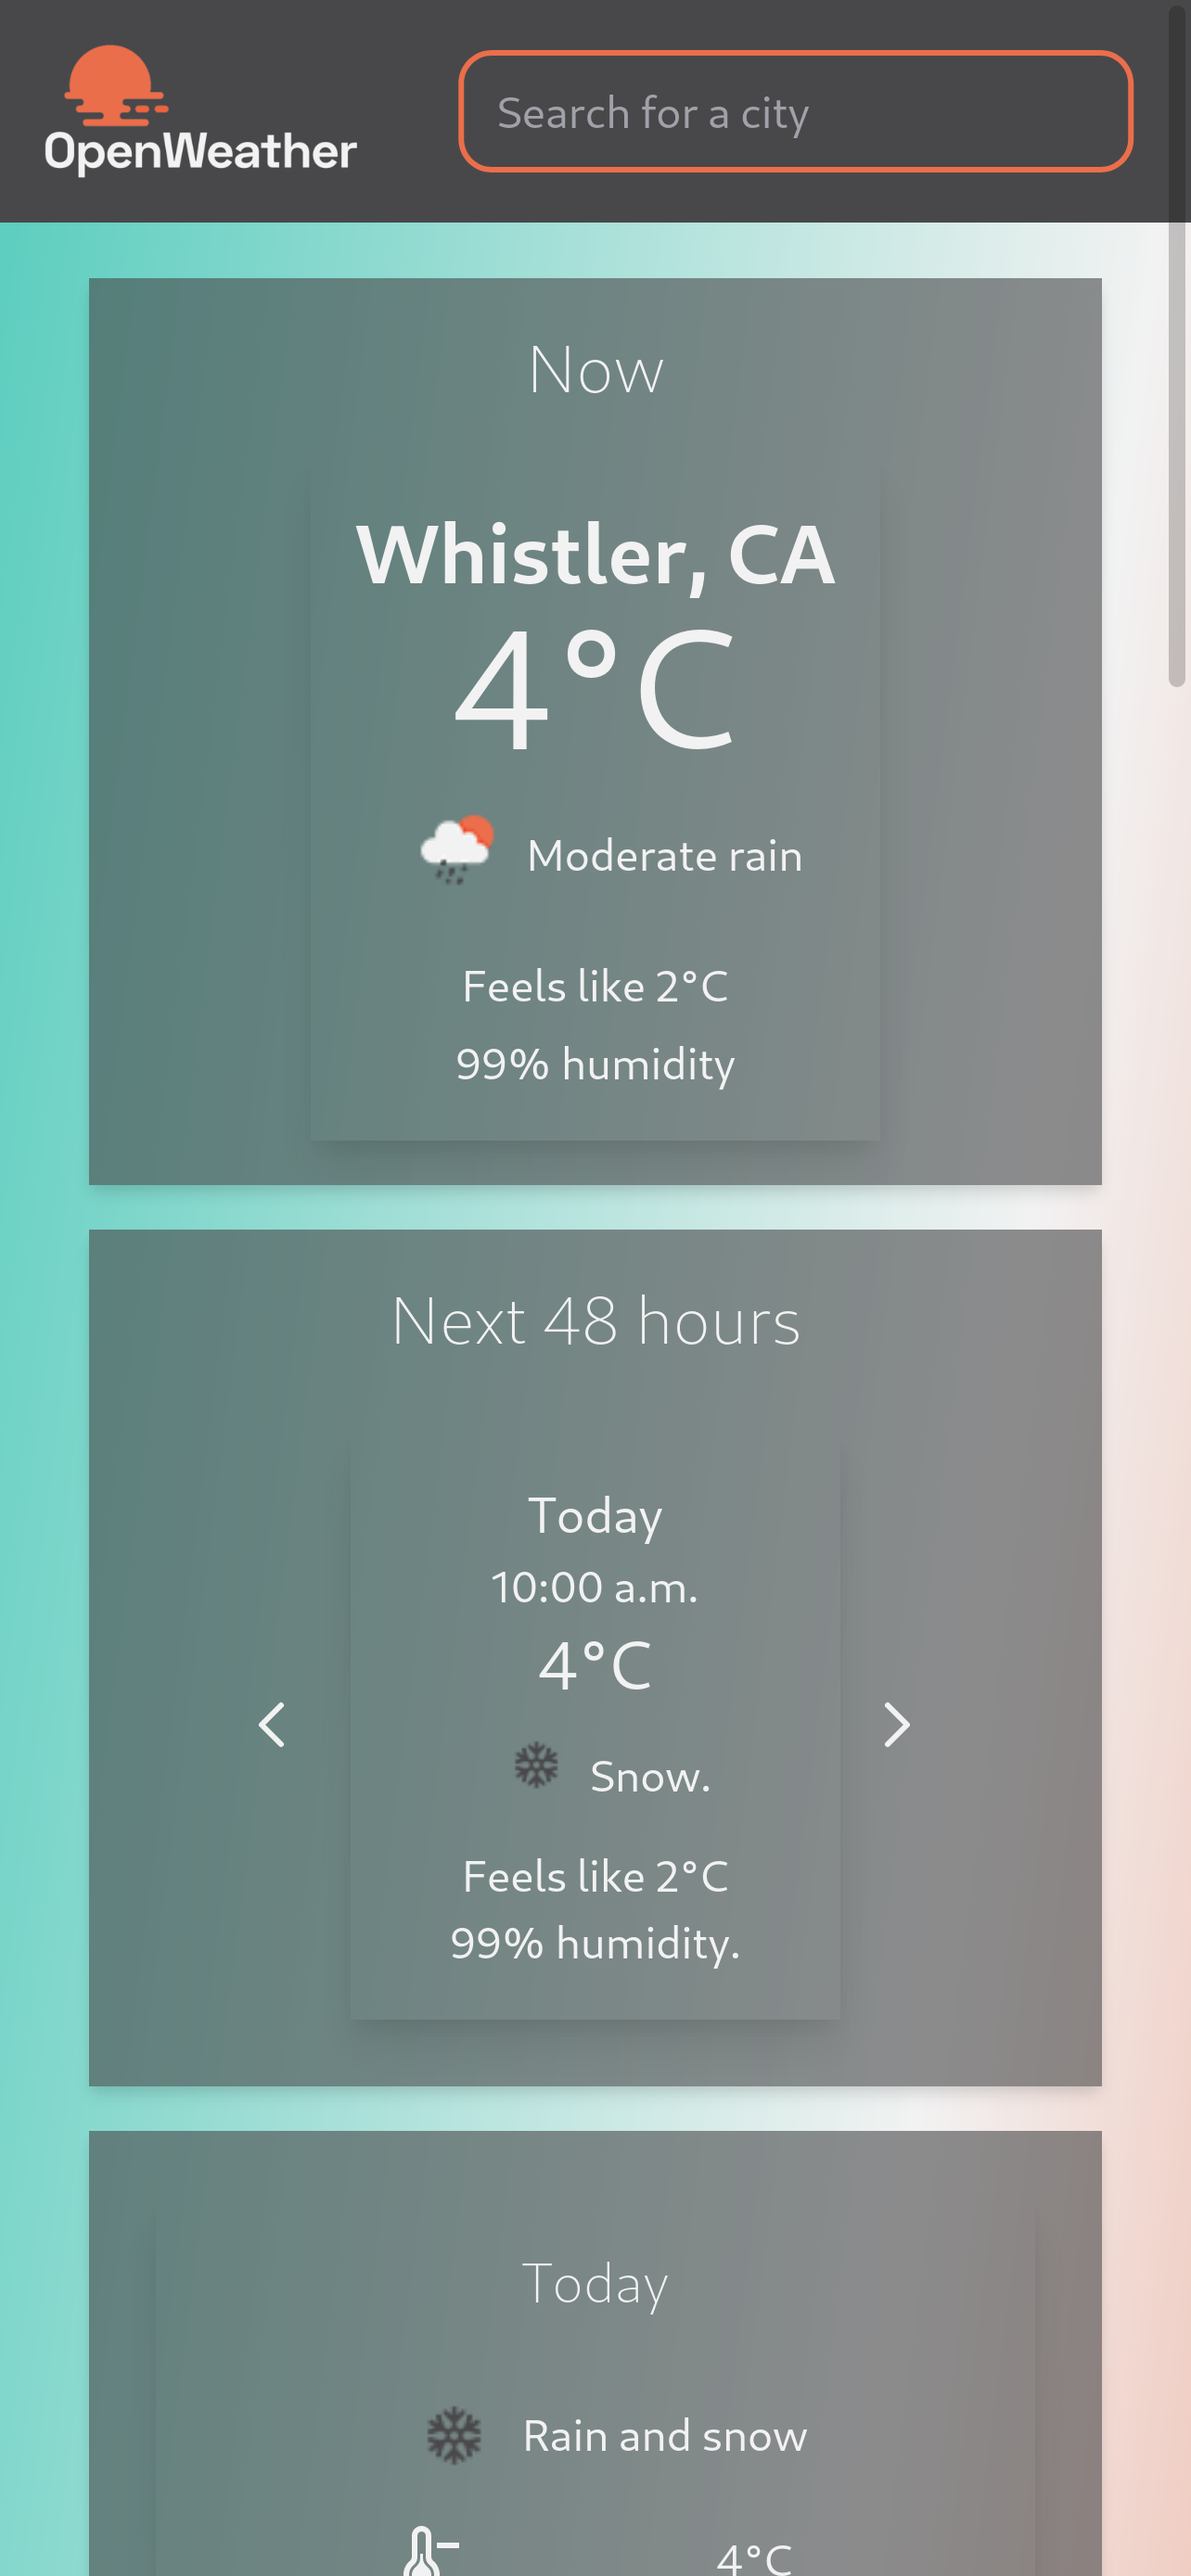 OpenWeather
Search for a city
Now
Whistler, CA
4°C
Moderate rain
Feels like 2°C
99% humidity
Next 48 hours
Today
10:00 a.m.
4°C
Snow.
Feels like 2°C
99% humidity.
Today
Rain and snow
4°C